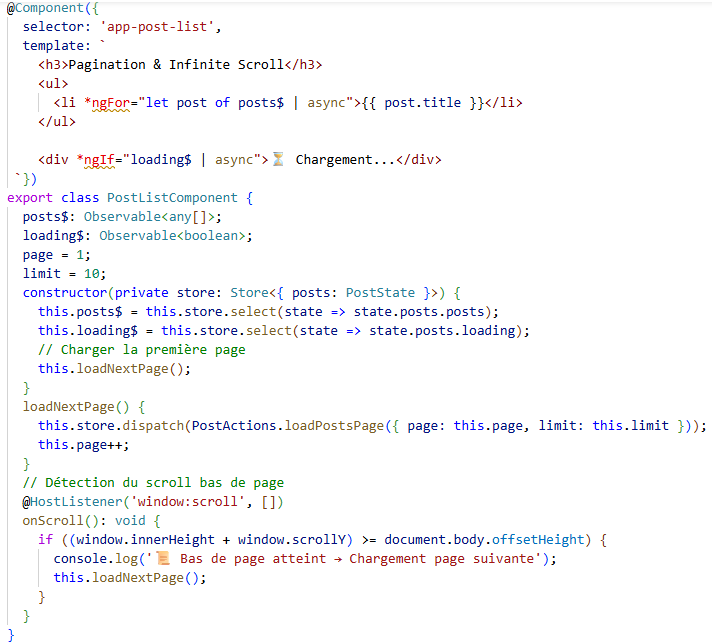 @Component({
  selector: 'app-post-list',
  template: `
    <h3>Pagination & Infinite Scroll</h3>
    <ul>
      <li *ngFor="let post of posts$ | async">{{ post.title }}</li>
    </ul>

    <div *ngIf="loading$ | async">⏳ Chargement...</div>
 `})
export class PostListComponent {
  posts$: Observable<any[]>;
  loading$: Observable<boolean>;
  page = 1;
  limit = 10;
  constructor(private store: Store<{ posts: PostState }>) {
    this.posts$ = this.store.select(state => state.posts.posts);
    this.loading$ = this.store.select(state => state.posts.loading);
    // Charger la première page
    this.loadNextPage();
  }
  loadNextPage() {
    this.store.dispatch(PostActions.loadPostsPage({ page: this.page, limit: this.limit }));
    this.page++;
  }
  // Détection du scroll bas de page
  @HostListener('window:scroll', [])
  onScroll(): void {
    if ((window.innerHeight + window.scrollY) >= document.body.offsetHeight) {
      console.log('📜 Bas de page atteint → Chargement page suivante');
      this.loadNextPage();
    }
  }
}